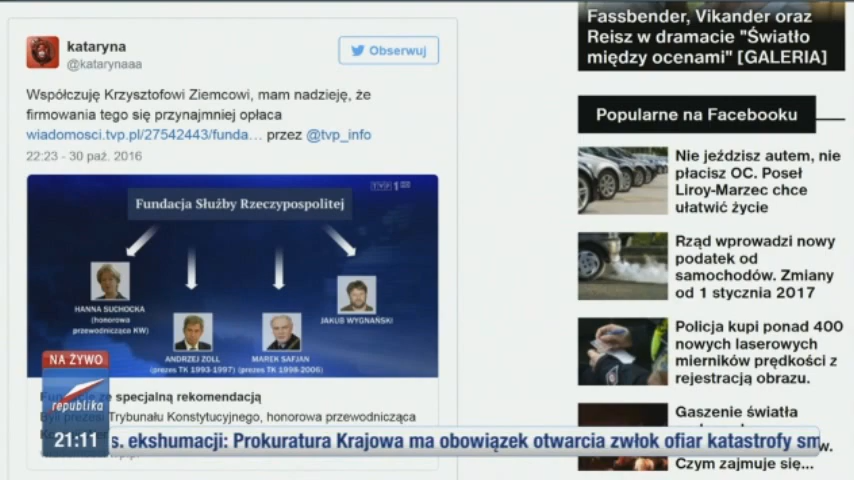 kataryna
@katarynaaa
Obserwuj
Współczuję Krzysztofowi Ziemcowi, mam nadzieję, że
firmowania tego się przynajmniej opłaca
wiadomosci.tvp.pl/27542443/funda… przez @tvp_info
22:23 - 30 paź. 2016
TVP 1
Fundacja Służby Rzeczypospolitej
HANNA SUCHOCKA
(honorowa
przewodnicząca KW)
ANDRZEJ ZOLL
(prezes TK 1993-1997)
MAREK SAFJAN
(prezes TK 1998-2006)
JAKUB WYGNAŃSKI
ze specjalną rekomendacją
Trybunału Konstytucyjnego, honorowa przewodnicząca
NA ŻYWO
republika
21:11
s. ekshumacji: Prokuratura Krajowa ma obowiązek otwarcia zwłok ofiar katastrofy sm
Fassbender, Vikander oraz
Reisz w dramacie "Światło
między ocenami" [GALERIA]
Popularne na Facebooku
Nie jeździsz autem, nie
płacisz OC. Poseł
Liroy-Marzec chce
ułatwić życie
Rząd wprowadzi nowy
podatek od
samochodów. Zmiany
od 1 stycznia 2017
Policja kupi ponad 400
nowych laserowych
mierników prędkości z
rejestracją obrazu.
Gaszenie światła
Czym zajmuje się...